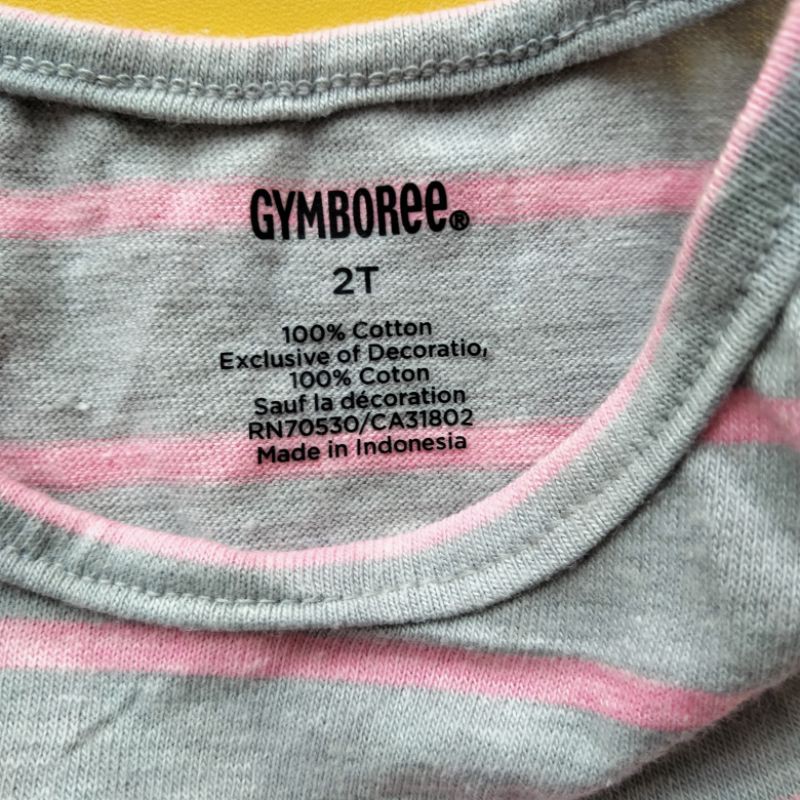 GYMBOREE®
2T
100% Cotton
Exclusive of Decoratio,
100% Coton
Sauf la décoration
RN70530/CA31802
Made in Indonesia